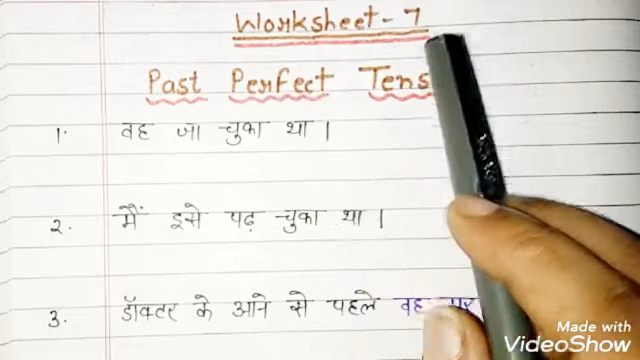 Worksheet - 7
Past Perfect Tens
1. वह जा चुका था ।
2. मैं इसे पढ़ चुका था ।
3. डॉक्टर के आने से पहले वह
Made with
VideoShow